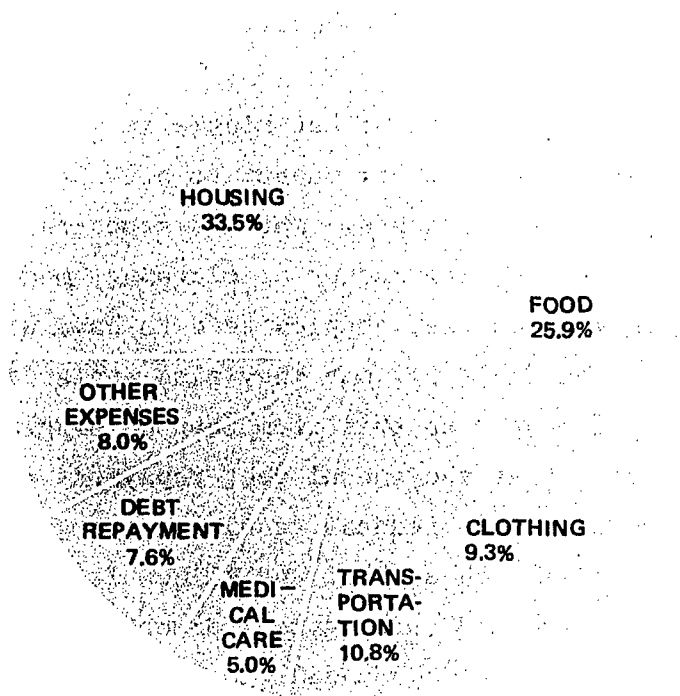 HOUSING
33.5%
FOOD
25.9%
OTHER
EXPENSES
8.0%
DEBT
REPAYMENT
7.6%
MEDI-
CAL
CARE
5.0%
TRANS-
PORTA-
TION
10.8%
CLOTHING
9.3%